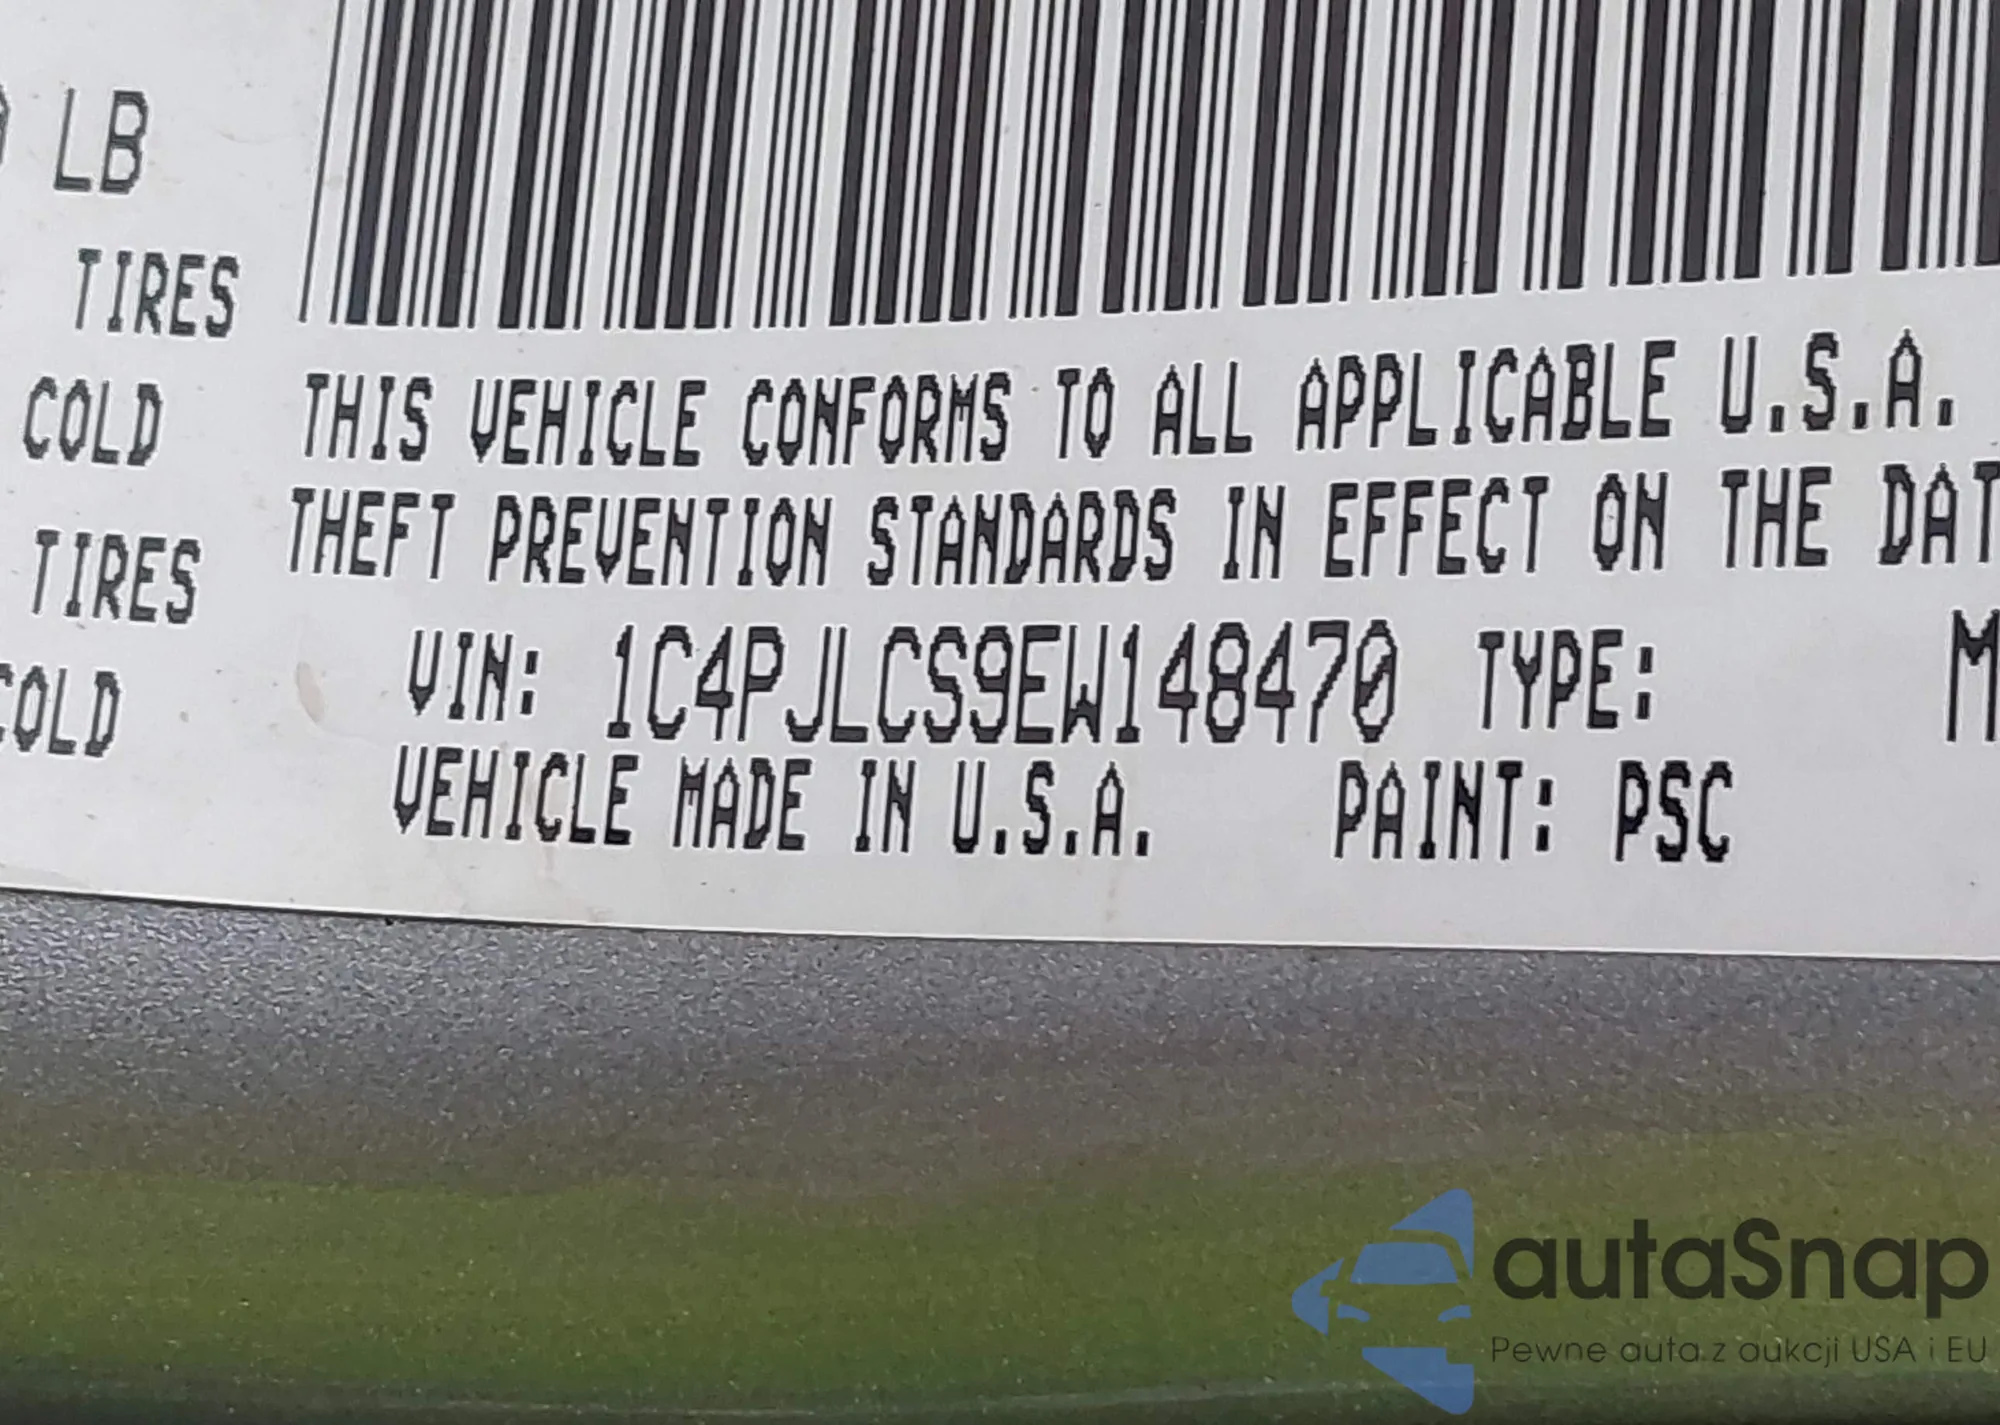 LB
TIRES
COLD
TIRES
COLD
THIS VEHICLE CONFORMS TO ALL APPLICABLE U.S.A.
THEFT PREVENTION STANDARDS IN EFFECT ON THE
VIN: 1C4PJLCS9EW148470 TYPE:
VEHICLE MADE IN U.S.A. PAINT: PSC
autaSnap
Pewne auta z aukcji USA i EU